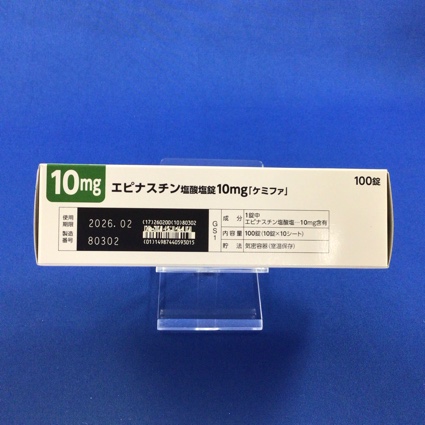 10mg エピナスチン塩酸塩錠10mg「ケミファ」 100錠
使用期限 2026.02
製造番号 80302
(17)260200(10)80302
(01)14987440593015
GS1
成分 1錠中
エピナスチン塩酸塩…10mg含有
内容量 100錠(10錠×10シート)
貯法 気密容器(室温保存)